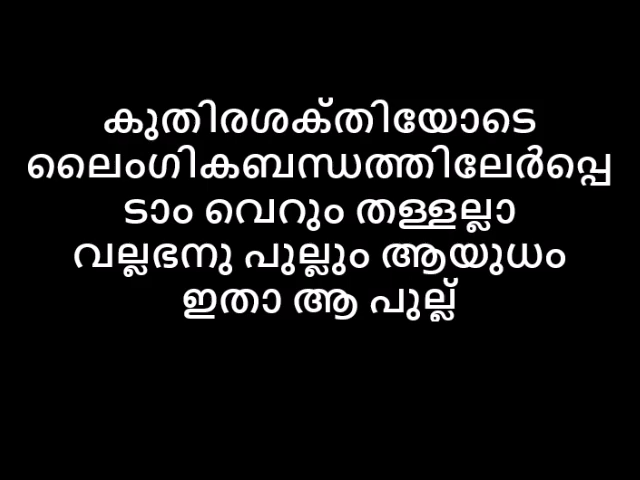 കുതിരശക്തിയോടെ
ലൈംഗികബന്ധത്തിലേർപ്പെ
ടാം വെറും തള്ളല്ലാ
വല്ലഭനു പുല്ലും ആയുധം
ഇതാ ആ പുല്ല്